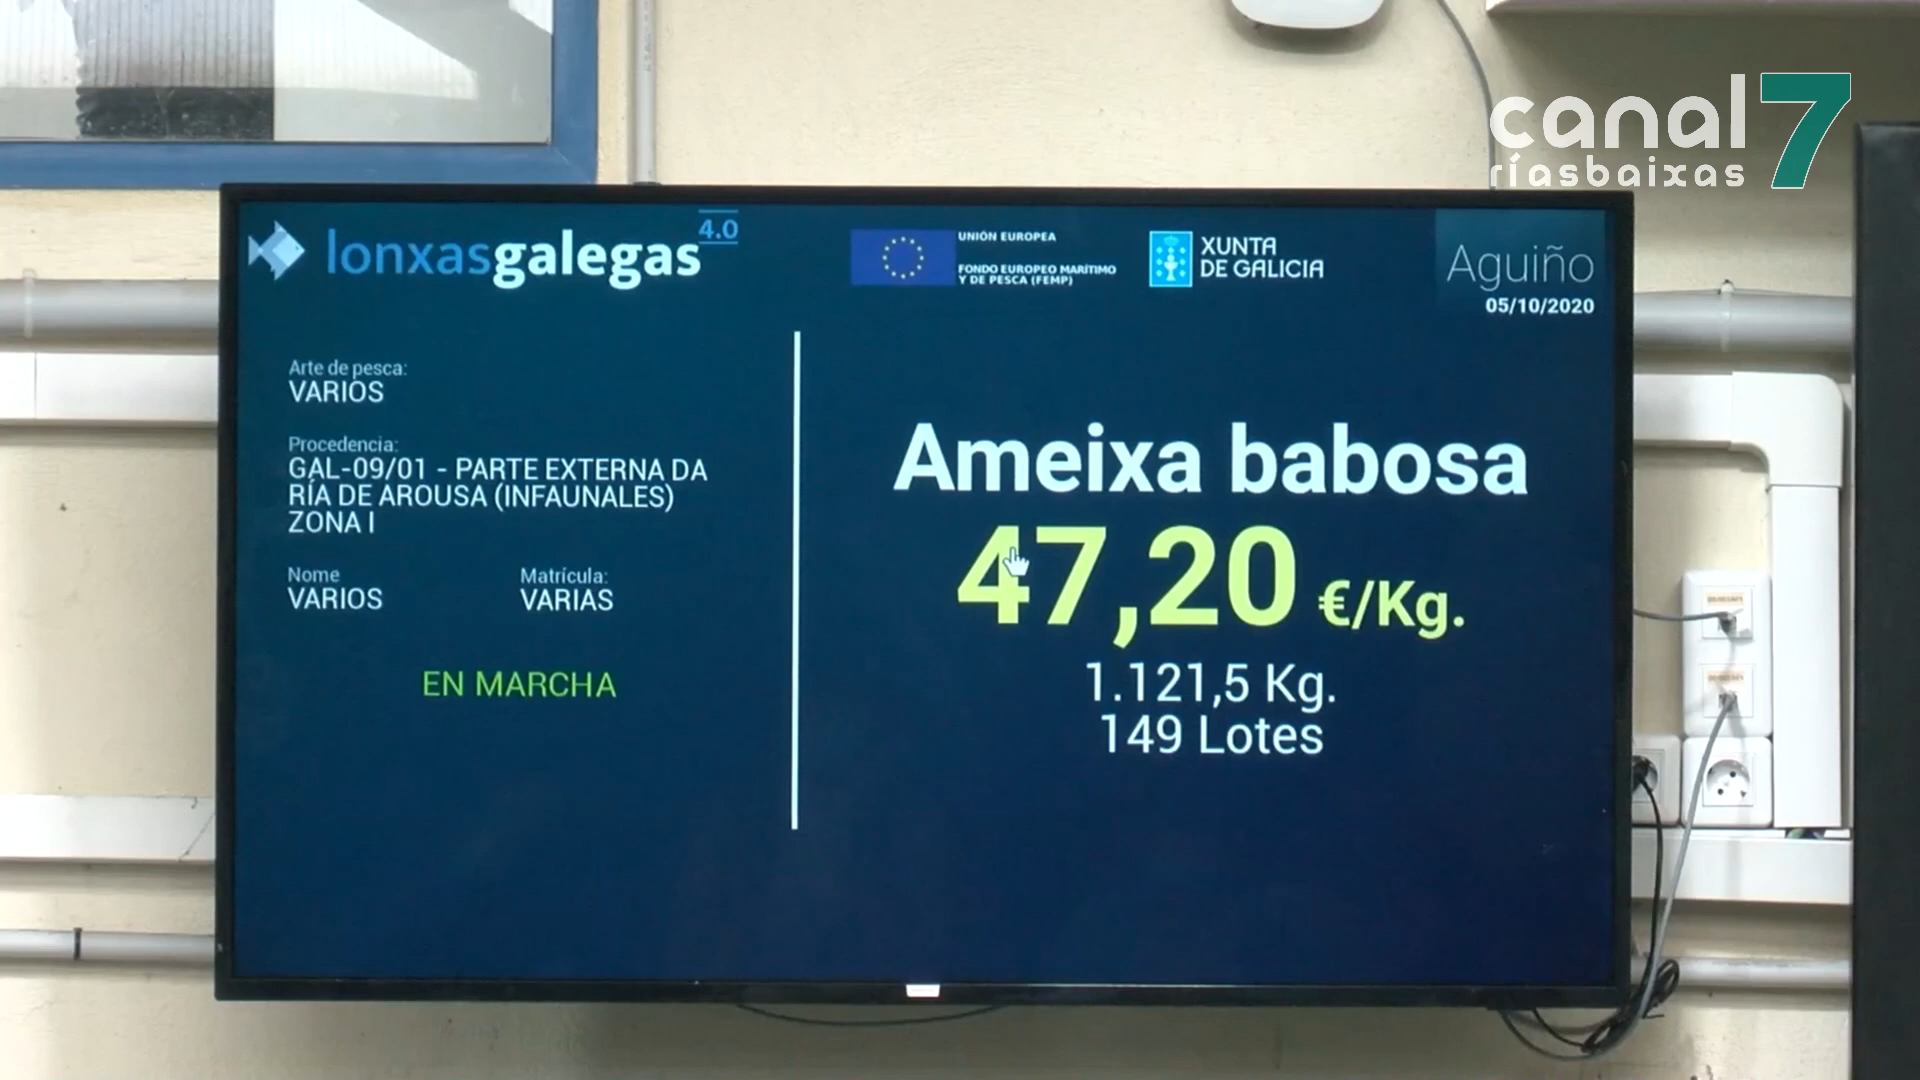 canal 7
ríasbaixas
lonxasgalegas 4.0
UNIÓN EUROPEA
FONDO EUROPEO MARÍTIMO
Y DE PESCA (FEMP)
XUNTA
DE GALICIA
Aguiño
05/10/2020
Arte de pesca:
VARIOS
Procedencia:
GAL-09/01 - PARTE EXTERNA DA
RÍA DE AROUSA (INFAUNALES)
ZONA I
Nome
VARIOS
Matrícula:
VARIAS
EN MARCHA
Ameixa babosa
47,20 €/Kg.
1.121,5 Kg.
149 Lotes